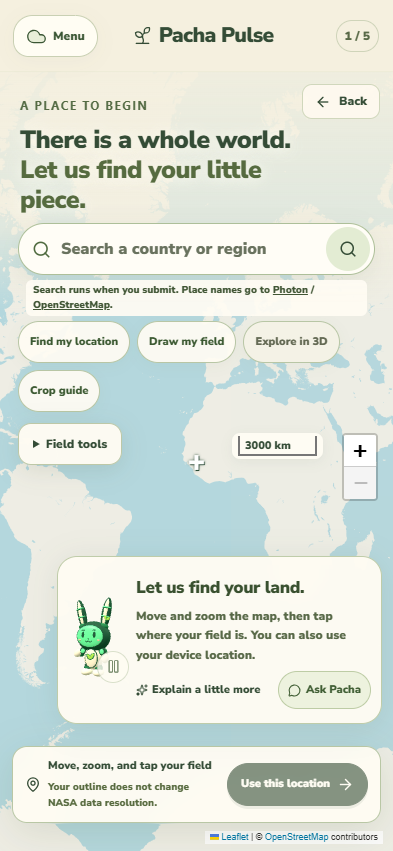 Menu
Pacha Pulse
1 / 5
A PLACE TO BEGIN
Back
There is a whole world.
Let us find your little
piece.
Search a country or region
Search runs when you submit. Place names go to Photon /
OpenStreetMap.
Find my location
Draw my field
Explore in 3D
Crop guide
Field tools
3000 km
+
−
Let us find your land.
Move and zoom the map, then tap
where your field is. You can also use
your device location.
Explain a little more
Ask Pacha
Move, zoom, and tap your field
Your outline does not change
NASA data resolution.
Use this location
Leaflet | © OpenStreetMap contributors